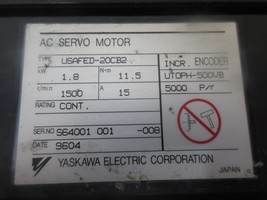 AC SERVO MOTOR
TYPE USAFED-20CB2 INCR. ENCODER
kW 1.8 N·m 11.5 UTOPH-500VB
r/min 1500 A 15 5000 P/r
RATING CONT.
SER.NO S64001 001 -008
DATE 9604
YASKAWA ELECTRIC CORPORATION
JAPAN